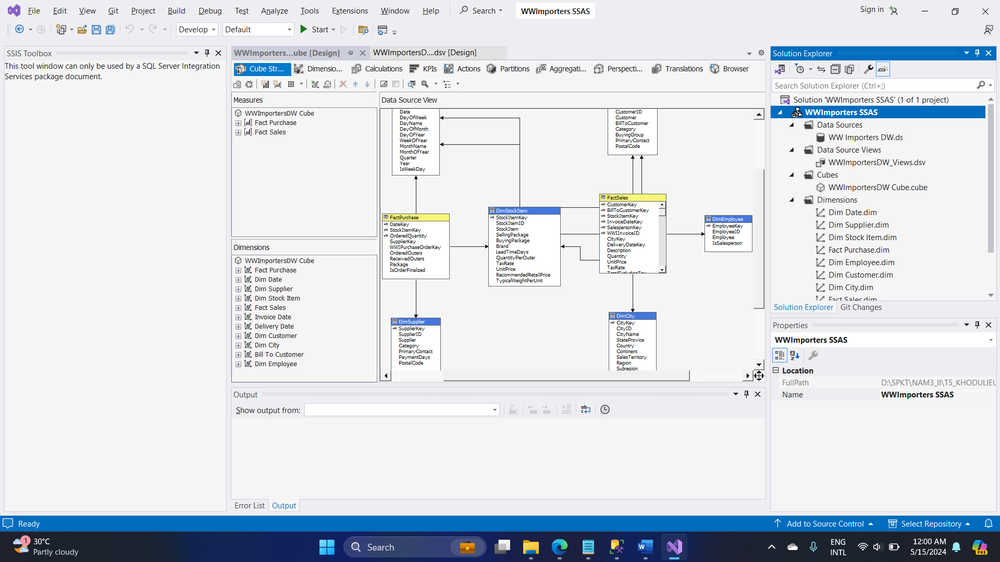 File Edit View Git Project Build Debug Test Analyze Tools Extensions Window Help Search WWImporters SSAS Sign in
Develop Default Start
SSIS Toolbox
This tool window can only be used by a SQL Server Integration
Services package document.
WWImporters...ube [Design] WWImportersD....dsv [Design]
Cube Str... Dimensio... Calculations KPIs Actions Partitions Aggregati... Perspecti... Translations Browser
Measures
WWImportersDW Cube
Fact Purchase
Fact Sales
Dimensions
WWImportersDW Cube
Fact Purchase
Dim Date
Dim Supplier
Dim Stock Item
Fact Sales
Invoice Date
Delivery Date
Dim Customer
Dim City
Bill To Customer
Dim Employee
Data Source View
Date
DayOfWeek
DayName
DayOfMonth
DayOfYear
WeekOfYear
MonthName
MonthOfYear
Quarter
Year
IsWeekDay
CustomerID
Customer
BillToCustomer
Category
BuyingGroup
PrimaryContact
PostalCode
FactPurchase
DateKey
StockItemKey
OrderedQuantity
SupplierKey
WWIPurchaseOrderKey
OrderedOuters
ReceivedOuters
Package
IsOrderFinalized
DimStockItem
StockItemKey
StockItemID
StockItem
SellingPackage
BuyingPackage
Brand
LeadTimeDays
QuantityPerOuter
TaxRate
UnitPrice
RecommendedRetailPrice
TypicalWeightPerUnit
FactSales
CustomerKey
BillToCustomerKey
StockItemKey
InvoiceDateKey
SalespersonKey
WWIInvoiceID
CityKey
DeliveryDateKey
Description
Quantity
UnitPrice
TaxRate
TotalExcludingTax
DimEmployee
EmployeeKey
EmployeeID
Employee
IsSalesperson
DimSupplier
SupplierKey
SupplierID
Supplier
Category
PrimaryContact
PaymentDays
PostalCode
DimCity
CityKey
CityID
CityName
StateProvice
Country
Continent
SalesTerritory
Region
Subregion
Output
Show output from:
Error List Output
Solution Explorer
Search Solution Explorer (Ctrl+;)
Solution 'WWImporters SSAS' (1 of 1 project)
WWImporters SSAS
Data Sources
WW Importers DW.ds
Data Source Views
WWImportersDW_Views.dsv
Cubes
WWImportersDW Cube.cube
Dimensions
Dim Date.dim
Dim Supplier.dim
Dim Stock Item.dim
Fact Purchase.dim
Dim Employee.dim
Dim Customer.dim
Dim City.dim
Fact Sales.dim
Solution Explorer Git Changes
Properties
WWImporters SSAS
Location
FullPath D:\SPKT\NAM3_II\T5_KHODULIEU
Name WWImporters SSAS
Ready Add to Source Control Select Repository
1 30°C
Partly cloudy
Search
ENG
INTL
12:00 AM
5/15/2024
PRE